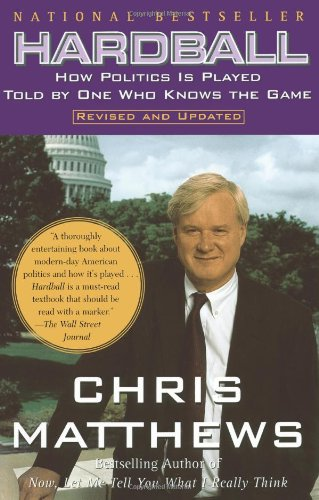 NATIONAL BESTSELLER
HARDBALL
HOW POLITICS IS PLAYED
TOLD BY ONE WHO KNOWS THE GAME
REVISED AND UPDATED
"A thoroughly
entertaining book about
modern-day American
politics and how it's played . . .
Hardball is a must-read
textbook that should be
read with a marker."
—The Wall Street
Journal
CHRIS
MATTHEWS
Bestselling Author of
Now, Let Me Tell You What I Really Think